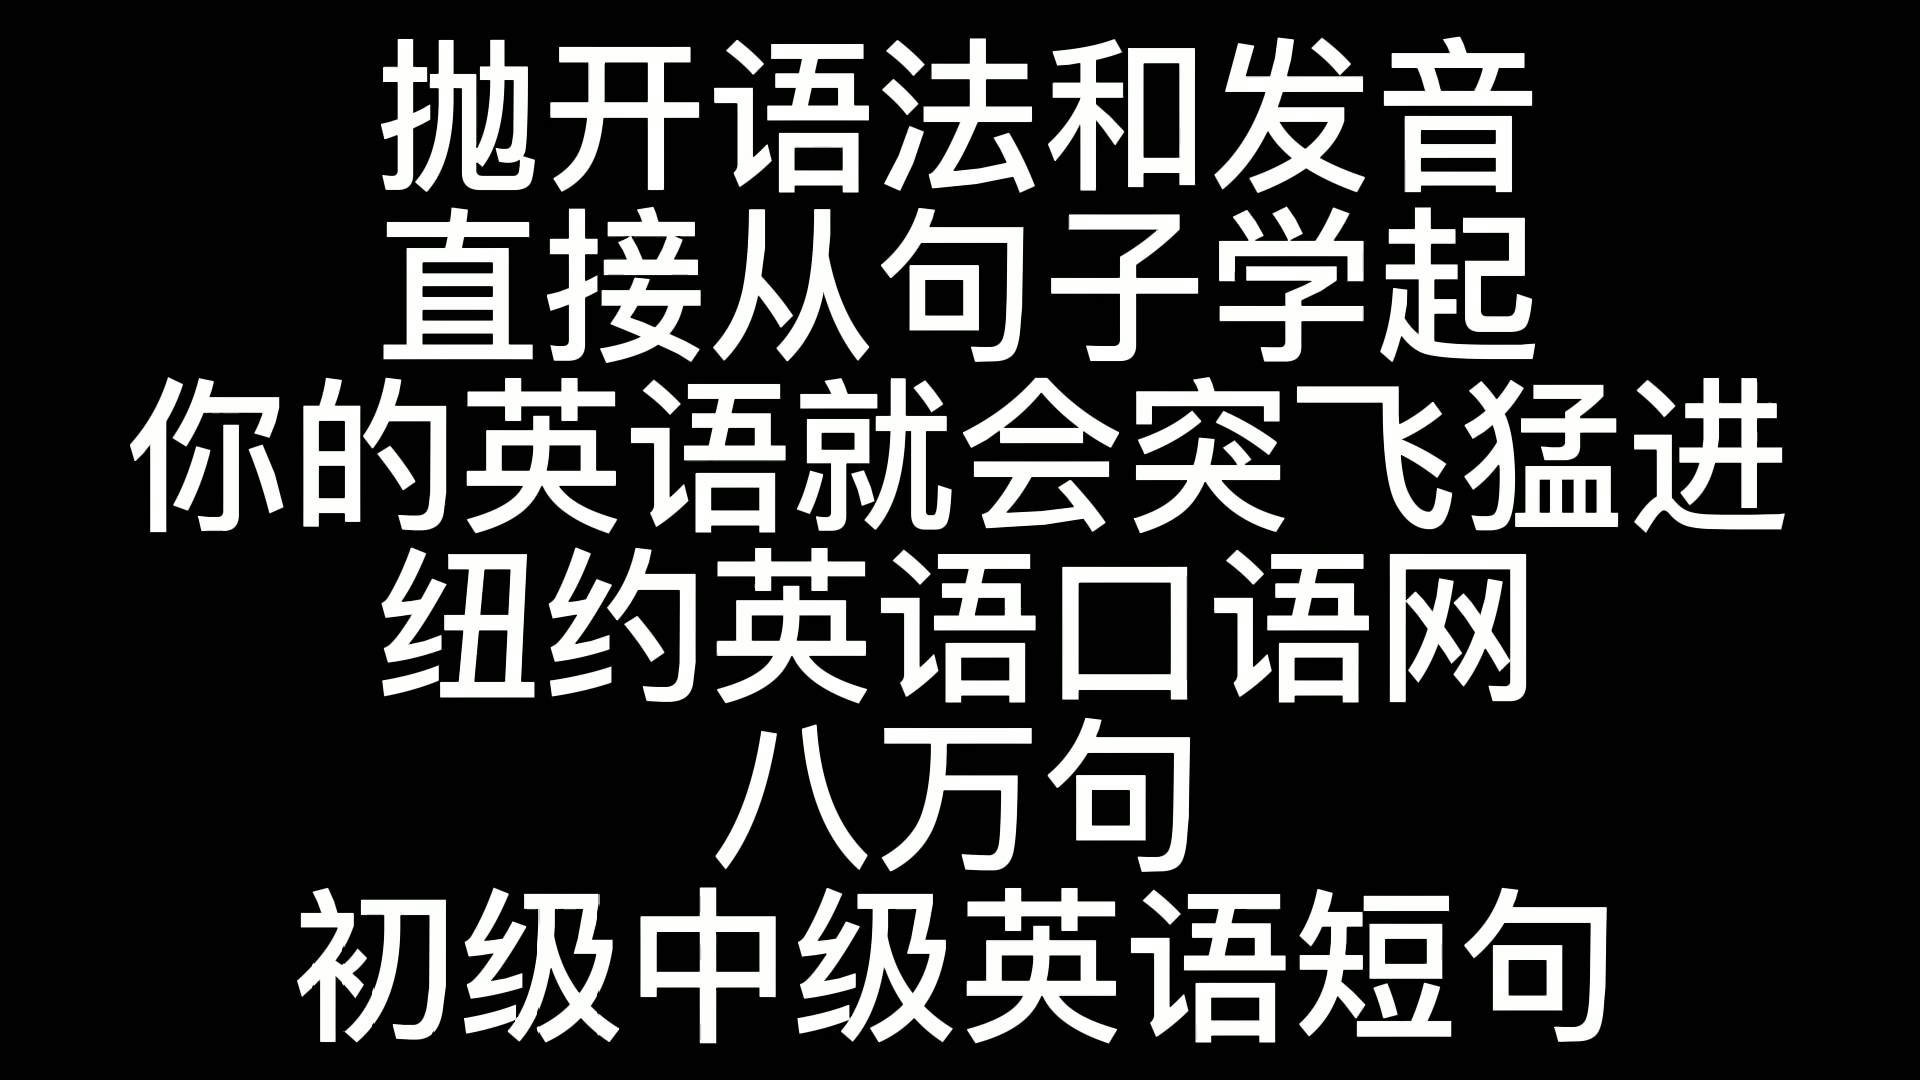 抛开语法和发音
直接从句子学起
你的英语就会突飞猛进
纽约英语口语网
八万句
初级中级英语短句